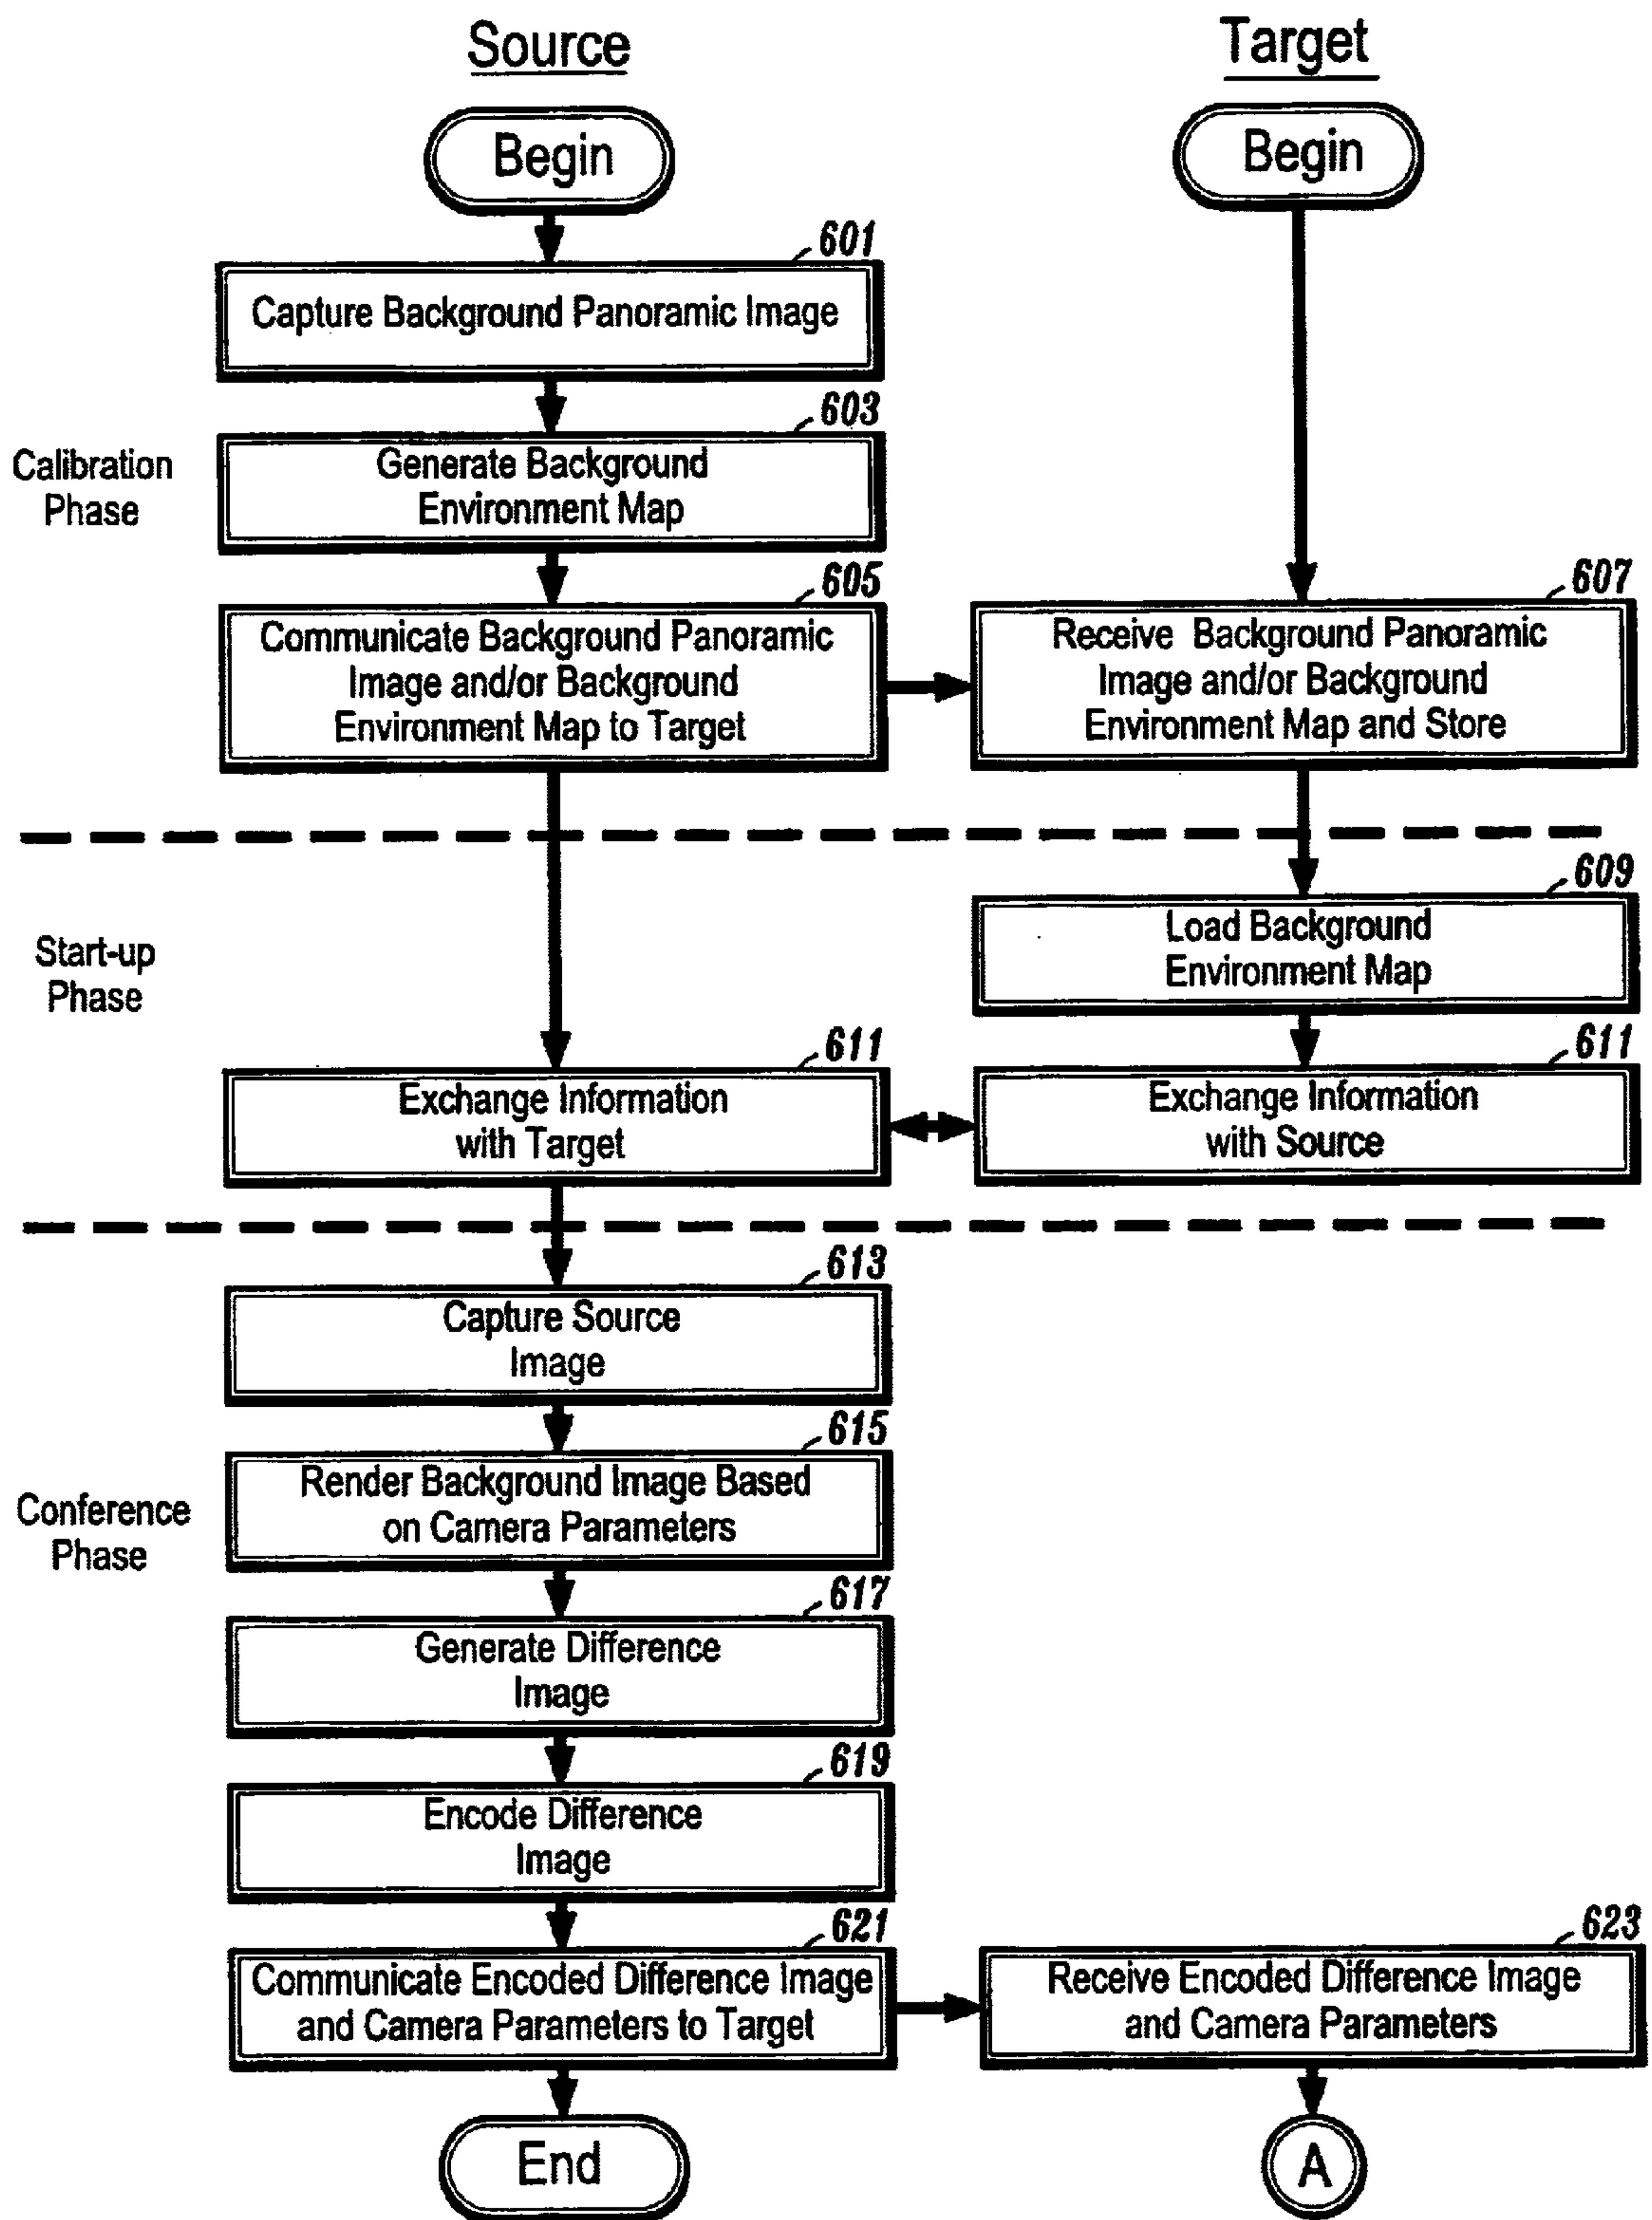 Source
Target
Begin
Begin
601
Capture Background Panoramic Image
603
Calibration
Phase
Generate Background
Environment Map
605
607
Communicate Background Panoramic
Image and/or Background
Environment Map to Target
Receive Background Panoramic
Image and/or Background
Environment Map and Store
609
Load Background
Environment Map
Start-up
Phase
611
611
Exchange Information
with Target
Exchange Information
with Source
613
Capture Source
Image
615
Render Background Image Based
on Camera Parameters
Conference
Phase
617
Generate Difference
Image
619
Encode Difference
Image
621
623
Communicate Encoded Difference Image
and Camera Parameters to Target
Receive Encoded Difference Image
and Camera Parameters
End
A